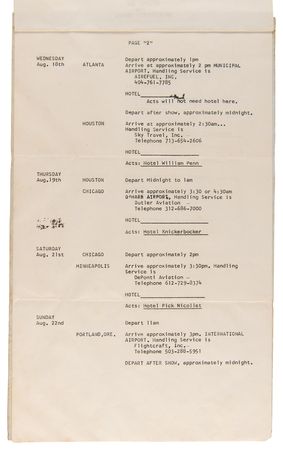 PAGE "2"
WEDNESDAY
Aug. 18th ATLANTA Depart approximately 1pm
Arrive at approximately 2 pm MUNICIPAL
AIRPORT. Handling Service is
AIREFUEL, INC.
404-761-7785
HOTEL
Acts will not need hotel here.
Depart after show, approximately midnight.
HOUSTON Arrive at approximately 2:30am...
Handling Service is
Sky Travel, Inc.
Telephone 713-654-2606
HOTEL
Acts: Hotel William Penn
THURSDAY
Aug. 19th HOUSTON Depart Midnight to 1am
CHICAGO Arrive approximately 3:30 or 4:30am
O'HARE AIRPORT, Handling Service is
Butler Aviation -
Telephone 312-686-7000
HOTEL
Acts: Hotel Knickerbocker
SATURDAY
Aug. 21st CHICAGO Depart approximately 2pm
MINNEAPOLIS Arrive approximately 3:30pm, Handling
Service is
DePonti Aviation -
Telephone 612-729-8374
HOTEL
Acts: Hotel Pick Nicollet
SUNDAY
Aug. 22nd Depart 11am
PORTLAND,ORE. Arrive approximately 3pm, INTERNATIONAL
AIRPORT. Handling Service is
Flightcraft, Inc.
Telephone 503-288-5951
DEPART AFTER SHOW, approximately midnight.